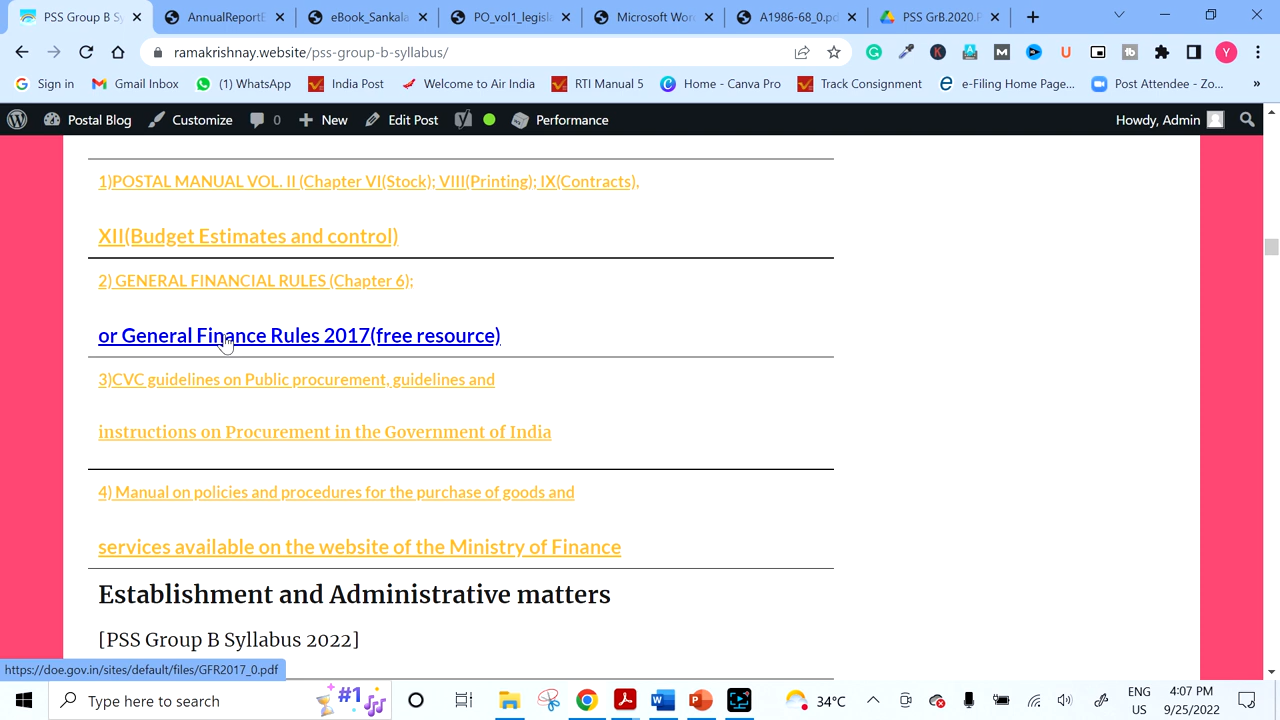 PSS Group B S
AnnualReportE
eBook_Sankala
PO_vol1_legisl
Microsoft Wor
A1986-68_0.po
PSS GrB.2020.P
ramakrishnay.website/pss-group-b-syllabus/
Sign in
Gmail Inbox
(1) WhatsApp
India Post
Welcome to Air India
RTI Manual 5
Home - Canva Pro
Track Consignment
e-Filing Home Page...
Post Attendee - Zo...
Postal Blog
Customize
0
New
Edit Post
Performance
Howdy, Admin
1)POSTAL MANUAL VOL. II (Chapter VI(Stock); VIII(Printing); IX(Contracts),
XII(Budget Estimates and control)
2) GENERAL FINANCIAL RULES (Chapter 6);
or General Finance Rules 2017(free resource)
3)CVC guidelines on Public procurement, guidelines and
instructions on Procurement in the Government of India
4) Manual on policies and procedures for the purchase of goods and
services available on the website of the Ministry of Finance
Establishment and Administrative matters
[PSS Group B Syllabus 2022]
https://doe.gov.in/sites/default/files/GFR2017_0.pdf
Type here to search
#1
34°C
ENG
US
4:07 PM
9/25/2022